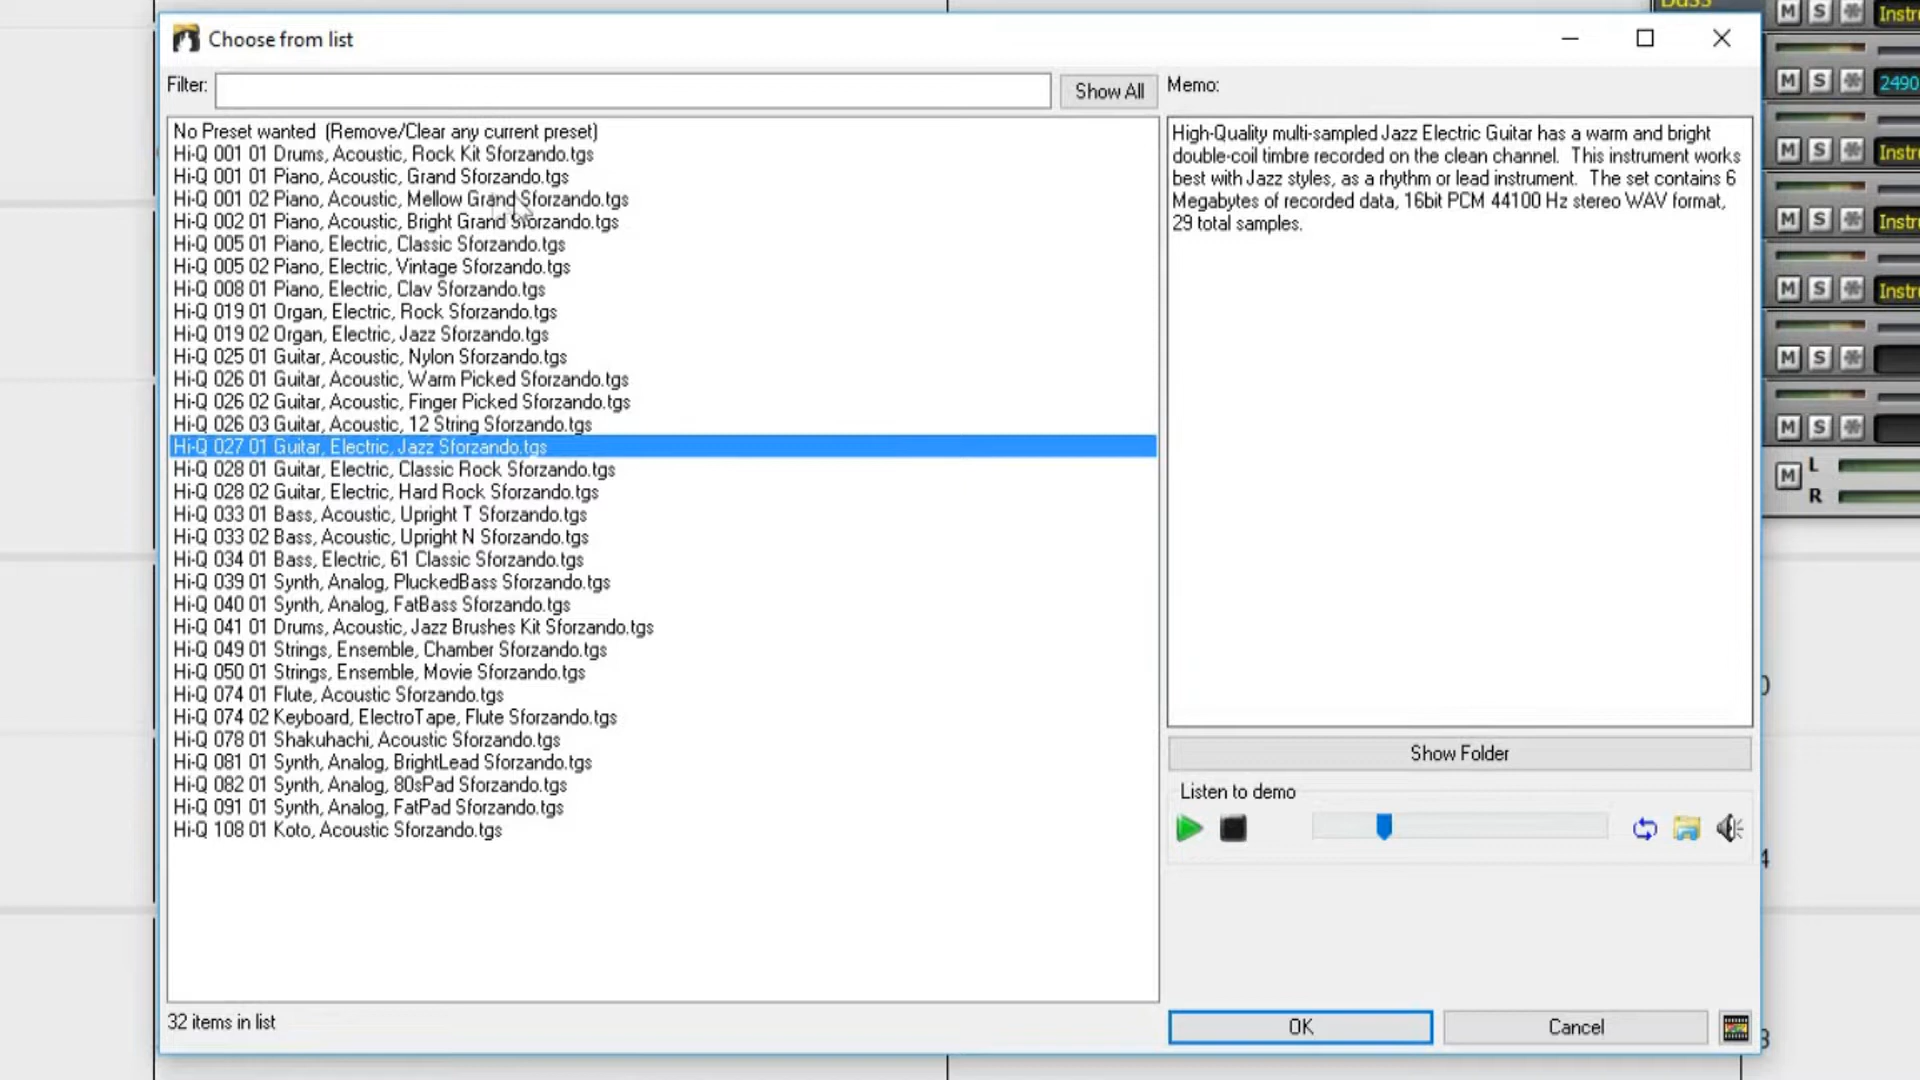 Choose from list
Filter:
Show All
Memo:
No Preset wanted  (Remove/Clear any current preset)
Hi-Q 001 01 Drums, Acoustic, Rock Kit Sforzando.tgs
Hi-Q 001 01 Piano, Acoustic, Grand Sforzando.tgs
Hi-Q 001 02 Piano, Acoustic, Mellow Grand Sforzando.tgs
Hi-Q 002 01 Piano, Acoustic, Bright Grand Sforzando.tgs
Hi-Q 005 01 Piano, Electric, Classic Sforzando.tgs
Hi-Q 005 02 Piano, Electric, Vintage Sforzando.tgs
Hi-Q 008 01 Piano, Electric, Clav Sforzando.tgs
Hi-Q 019 01 Organ, Electric, Rock Sforzando.tgs
Hi-Q 019 02 Organ, Electric, Jazz Sforzando.tgs
Hi-Q 025 01 Guitar, Acoustic, Nylon Sforzando.tgs
Hi-Q 026 01 Guitar, Acoustic, Warm Picked Sforzando.tgs
Hi-Q 026 02 Guitar, Acoustic, Finger Picked Sforzando.tgs
Hi-Q 026 03 Guitar, Acoustic, 12 String Sforzando.tgs
Hi-Q 027 01 Guitar, Electric, Jazz Sforzando.tgs
Hi-Q 028 01 Guitar, Electric, Classic Rock Sforzando.tgs
Hi-Q 028 02 Guitar, Electric, Hard Rock Sforzando.tgs
Hi-Q 033 01 Bass, Acoustic, Upright T Sforzando.tgs
Hi-Q 033 02 Bass, Acoustic, Upright N Sforzando.tgs
Hi-Q 034 01 Bass, Electric, 61 Classic Sforzando.tgs
Hi-Q 039 01 Synth, Analog, PluckedBass Sforzando.tgs
Hi-Q 040 01 Synth, Analog, FatBass Sforzando.tgs
Hi-Q 041 01 Drums, Acoustic, Jazz Brushes Kit Sforzando.tgs
Hi-Q 049 01 Strings, Ensemble, Chamber Sforzando.tgs
Hi-Q 050 01 Strings, Ensemble, Movie Sforzando.tgs
Hi-Q 074 01 Flute, Acoustic Sforzando.tgs
Hi-Q 074 02 Keyboard, ElectroTape, Flute Sforzando.tgs
Hi-Q 078 01 Shakuhachi, Acoustic Sforzando.tgs
Hi-Q 081 01 Synth, Analog, BrightLead Sforzando.tgs
Hi-Q 082 01 Synth, Analog, 80sPad Sforzando.tgs
Hi-Q 091 01 Synth, Analog, FatPad Sforzando.tgs
Hi-Q 108 01 Koto, Acoustic Sforzando.tgs
32 items in list
High-Quality multi-sampled Jazz Electric Guitar has a warm and bright
double-coil timbre recorded on the clean channel.  This instrument works
best with Jazz styles, as a rhythm or lead instrument.  The set contains 6
Megabytes of recorded data, 16bit PCM 44100 Hz stereo WAV format,
29 total samples.
Show Folder
Listen to demo
OK
Cancel
M S Instr
M S 2490
M S Instr
M S Instr
M S Instr
M S
M S
M L
R
4